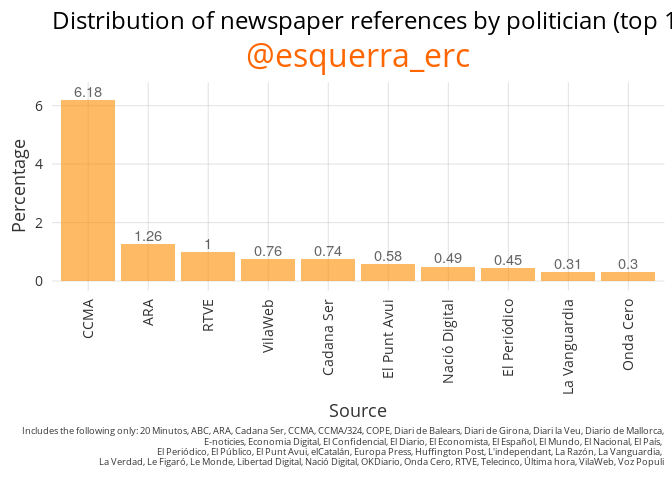 Distribution of newspaper references by politician (top 1
@esquerra_erc
Percentage
6
4
2
0
6.18
1.26
1
0.76
0.74
0.58
0.49
0.45
0.31
0.3
CCMA
ARA
RTVE
VilaWeb
Cadana Ser
El Punt Avui
Nació Digital
El Periódico
La Vanguardia
Onda Cero
Source
Includes the following only: 20 Minutos, ABC, ARA, Cadana Ser, CCMA, CCMA/324, COPE, Diari de Balears, Diari de Girona, Diari la Veu, Diario de Mallorca,
E-noticies, Economia Digital, El Confidencial, El Diario, El Economista, El Español, El Mundo, El Nacional, El País,
El Periódico, El Público, El Punt Avui, elCatalán, Europa Press, Huffington Post, L'independant, La Razón, La Vanguardia,
La Verdad, Le Figaró, Le Monde, Libertad Digital, Nació Digital, OKDiario, Onda Cero, RTVE, Telecinco, Última hora, VilaWeb, Voz Populi